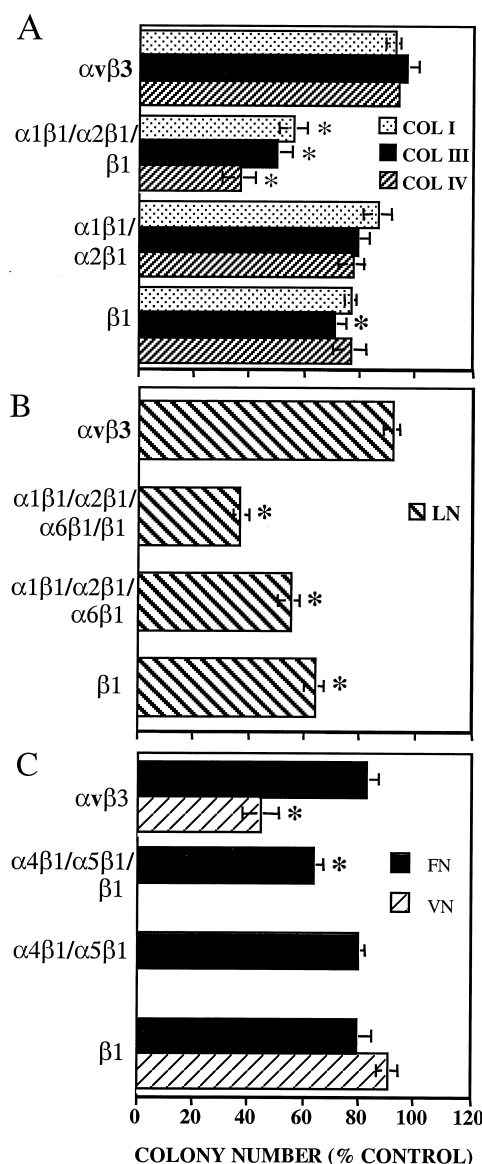 A
αvβ3
α1β1/α2β1/
β1
*
*
*
COL I
COL III
COL IV
α1β1/
α2β1
β1
*
B
αvβ3
α1β1/α2β1/
α6β1/β1
*
LN
α1β1/α2β1/
α6β1
*
β1
*
C
αvβ3
*
α4β1/α5β1/
β1
*
FN
VN
α4β1/α5β1
β1
0 20 40 60 80 100 120
COLONY NUMBER (% CONTROL)